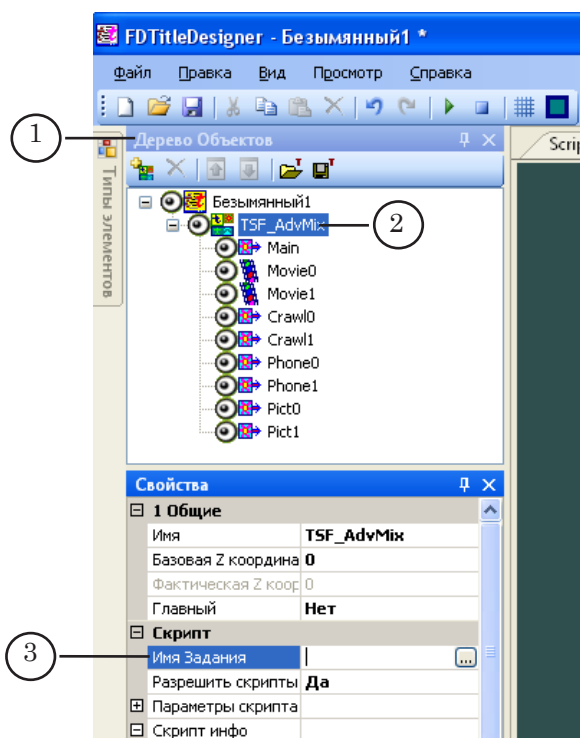 FDTitleDesigner - Безымянный1 *
Файл Правка Вид Просмотр Справка
1
Дерево Объектов
Scrip
Типы элементов
Безымянный1
TSF_AdvMix
2
Main
Movie0
Movie1
Crawl0
Crawl1
Phone0
Phone1
Pict0
Pict1
Свойства
1 Общие
Имя TSF_AdvMix
Базовая Z координа 0
Фактическая Z коор 0
Главный Нет
Скрипт
3
Имя Задания ...
Разрешить скрипты Да
Параметры скрипта
Скрипт инфо